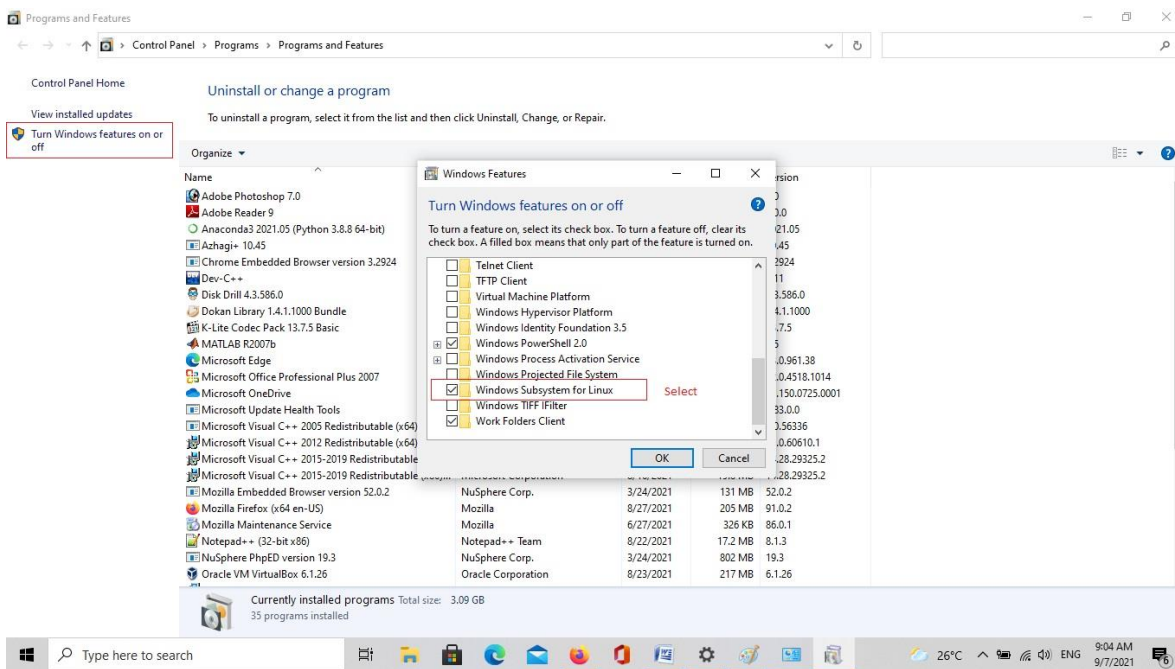 Programs and Features
Control Panel > Programs > Programs and Features
Control Panel Home
View installed updates
Turn Windows features on or
off
Uninstall or change a program
To uninstall a program, select it from the list and then click Uninstall, Change, or Repair.
Organize
Name
Adobe Photoshop 7.0
Adobe Reader 9
Anaconda3 2021.05 (Python 3.8.8 64-bit)
Azhagi+ 10.45
Chrome Embedded Browser version 3.2924
Dev-C++
Disk Drill 4.3.586.0
Dokan Library 1.4.1.1000 Bundle
K-Lite Codec Pack 13.7.5 Basic
MATLAB R2007b
Microsoft Edge
Microsoft Office Professional Plus 2007
Microsoft OneDrive
Microsoft Update Health Tools
Microsoft Visual C++ 2005 Redistributable (x64)
Microsoft Visual C++ 2012 Redistributable (x64)
Microsoft Visual C++ 2015-2019 Redistributable
Microsoft Visual C++ 2015-2019 Redistributable
Mozilla Embedded Browser version 52.0.2 NuSphere Corp. 3/24/2021 131 MB 52.0.2
Mozilla Firefox (x64 en-US) Mozilla 8/27/2021 205 MB 91.0.2
Mozilla Maintenance Service Mozilla 6/27/2021 326 KB 86.0.1
Notepad++ (32-bit x86) Notepad++ Team 8/22/2021 17.2 MB 8.1.3
NuSphere PhpED version 19.3 NuSphere Corp. 3/24/2021 802 MB 19.3
Oracle VM VirtualBox 6.1.26 Oracle Corporation 8/23/2021 217 MB 6.1.26
Windows Features
Turn Windows features on or off
To turn a feature on, select its check box. To turn a feature off, clear its
check box. A filled box means that only part of the feature is turned on.
Telnet Client
TFTP Client
Virtual Machine Platform
Windows Hypervisor Platform
Windows Identity Foundation 3.5
Windows PowerShell 2.0
Windows Process Activation Service
Windows Projected File System
Windows Subsystem for Linux Select
Windows TIFF IFilter
Work Folders Client
OK Cancel
Currently installed programs Total size: 3.09 GB
35 programs installed
Type here to search
26°C ENG 9:04 AM
9/7/2021